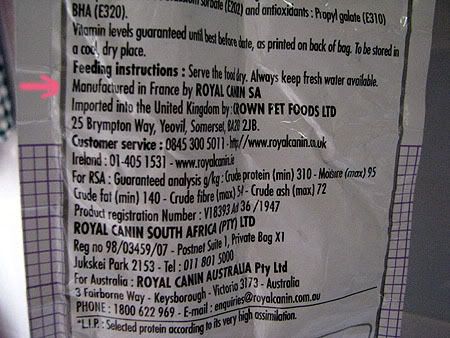 sorbate (E202) and antioxidants : Propyl galate (E310)
BHA (E320).
Vitamin levels guaranteed until best before date, as printed on back of bag. To be stored in
a cool, dry place.
Feeding instructions : Serve the food dry. Always keep fresh water available.
Manufactured in France by ROYAL CANIN SA
Imported into the United Kingdom by : CROWN PET FOODS LTD
25 Brympton Way, Yeovil, Somerset, BA20 2JB.
Customer service : 0845 300 5011 - http://www.royalcanin.co.uk
Ireland : 01-405 1531 - www.royalcanin.ie
For RSA : Guaranteed analysis g/kg : Crude protein (min) 310 - Moisture (max) 95
Crude fat (min) 140 - Crude fibre (max) - Crude ash (max) 72
Product registration Number : V18393 Act 36 /1947
ROYAL CANIN SOUTH AFRICA (PTY) LTD
Reg no 98/03459/07 - Postnet Suite 1, Private Bag X1
Jukskei Park 2153 - Tel : 011 801 5000
For Australia : ROYAL CANIN AUSTRALIA Pty Ltd
3 Fairborne Way - Keysborough - Victoria 3173 - Australia
PHONE : 1800 622 969 - E-mail : enquiries@royalcanin.com.au
*L.I.P. : Selected protein according to its very high assimilation.